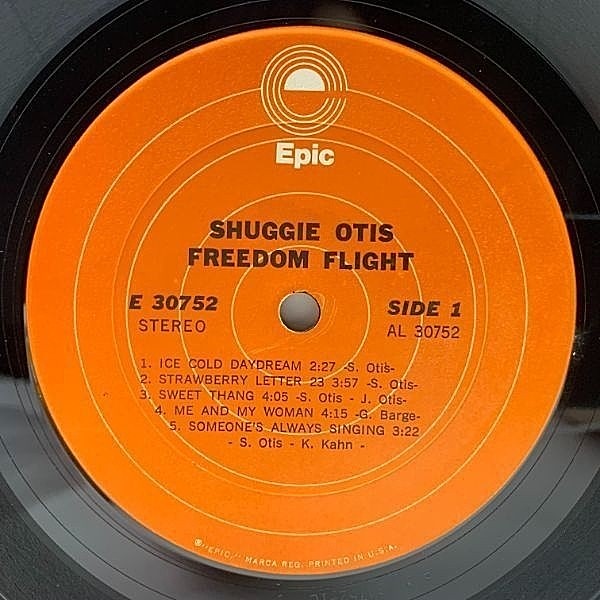 e
Epic
SHUGGIE OTIS
FREEDOM FLIGHT
E 30752
STEREO
SIDE 1
AL 30752
1. ICE COLD DAYDREAM 2:27 -S. Otis-
2. STRAWBERRY LETTER 23 3:57 -S. Otis-
3. SWEET THANG 4:05 -S. Otis - J. Otis-
4. ME AND MY WOMAN 4:15 -G. Barge-
5. SOMEONE'S ALWAYS SINGING 3:22
- S. Otis - K. Kahn -
MARCA REG. PRINTED IN U.S.A.